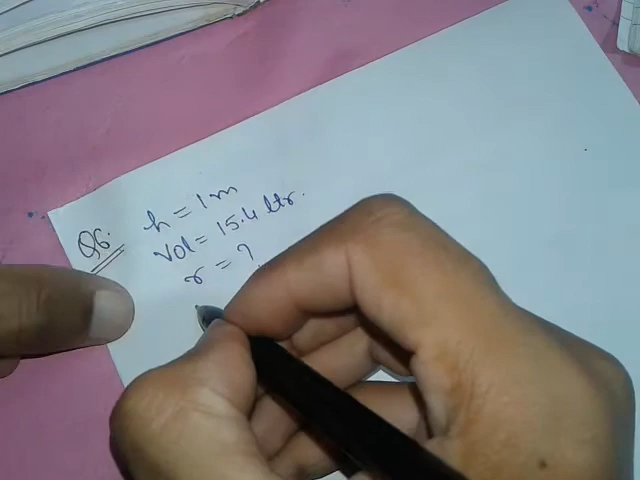 Q6.
h = 1m
Vol = 15.4 ltr.
r = ?